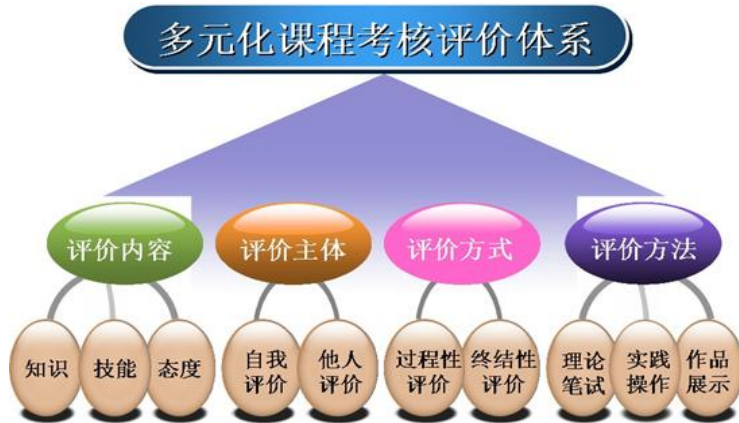 多元化课程考核评价体系
评价内容
评价主体
评价方式
评价方法
知识
技能
态度
自我
评价
他人
评价
过程性
评价
终结性
评价
理论
笔试
实践
操作
作品
展示